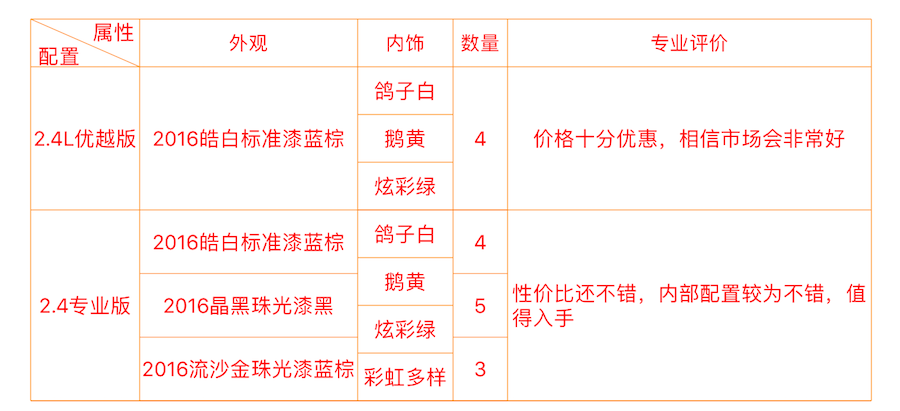 属性
配置
外观
内饰
数量
专业评价
2.4L优越版
2016皓白标准漆蓝棕
鸽子白
鹅黄
炫彩绿
4
价格十分优惠，相信市场会非常好
2.4专业版
2016皓白标准漆蓝棕
2016晶黑珠光漆黑
2016流沙金珠光漆蓝棕
鸽子白
鹅黄
炫彩绿
彩虹多样
4
5
3
性价比还不错，内部配置较为不错，值
得入手